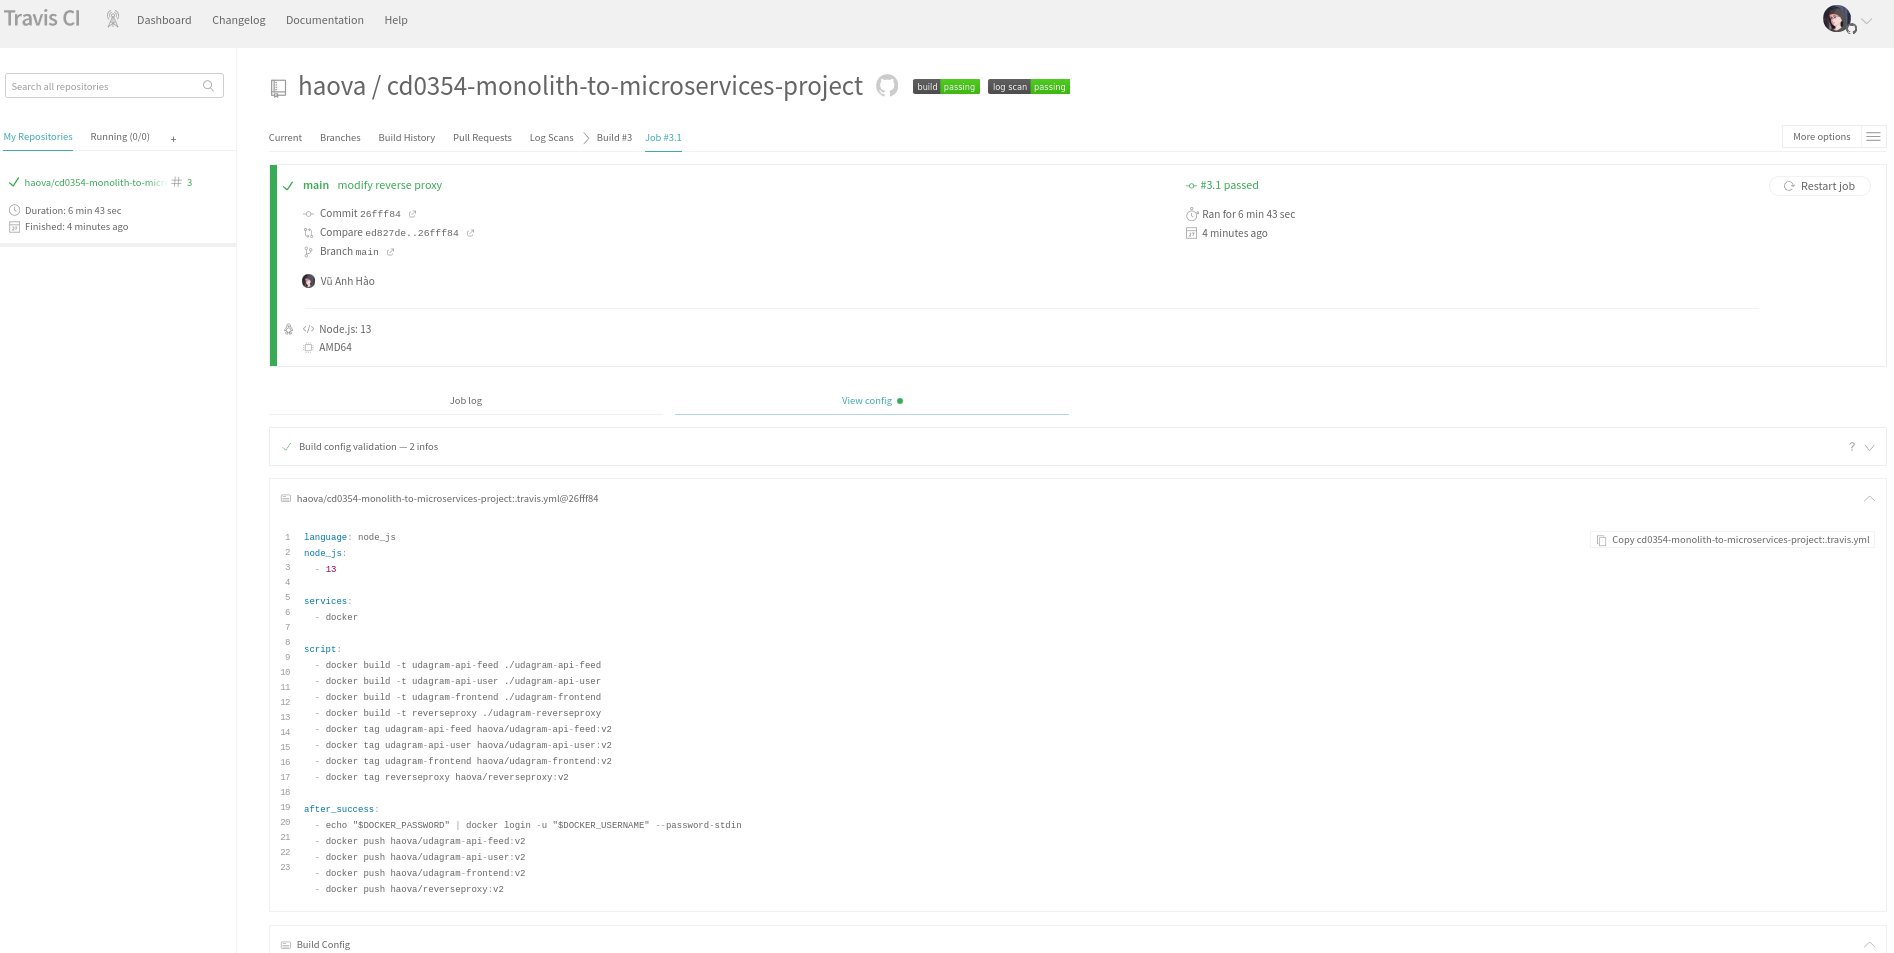 Travis CI
Dashboard
Changelog
Documentation
Help
Search all repositories
My Repositories
Running (0/0)
+
haova/cd0354-monolith-to-micr
# 3
Duration: 6 min 43 sec
Finished: 4 minutes ago
haova / cd0354-monolith-to-microservices-project
build passing
log scan passing
Current
Branches
Build History
Pull Requests
Log Scans
Build #3
Job #3.1
More options
main modify reverse proxy
Commit 26fff84
Compare ed827de..26fff84
Branch main
Vũ Anh Hào
#3.1 passed
Ran for 6 min 43 sec
4 minutes ago
Restart job
</> Node.js: 13
AMD64
Job log
View config
Build config validation — 2 infos
?
haova/cd0354-monolith-to-microservices-project:.travis.yml@26fff84
Copy cd0354-monolith-to-microservices-project:.travis.yml
1 language: node_js
2 node_js:
3 - 13
4
5 services:
6 - docker
7
8 script:
9 - docker build -t udagram-api-feed ./udagram-api-feed
10 - docker build -t udagram-api-user ./udagram-api-user
11 - docker build -t udagram-frontend ./udagram-frontend
12 - docker build -t reverseproxy ./udagram-reverseproxy
13 - docker tag udagram-api-feed haova/udagram-api-feed:v2
14 - docker tag udagram-api-user haova/udagram-api-user:v2
15 - docker tag udagram-frontend haova/udagram-frontend:v2
16 - docker tag reverseproxy haova/reverseproxy:v2
17
18 after_success:
19 - echo "$DOCKER_PASSWORD" | docker login -u "$DOCKER_USERNAME" --password-stdin
20 - docker push haova/udagram-api-feed:v2
21 - docker push haova/udagram-api-user:v2
22 - docker push haova/udagram-frontend:v2
23 - docker push haova/reverseproxy:v2
Build Config